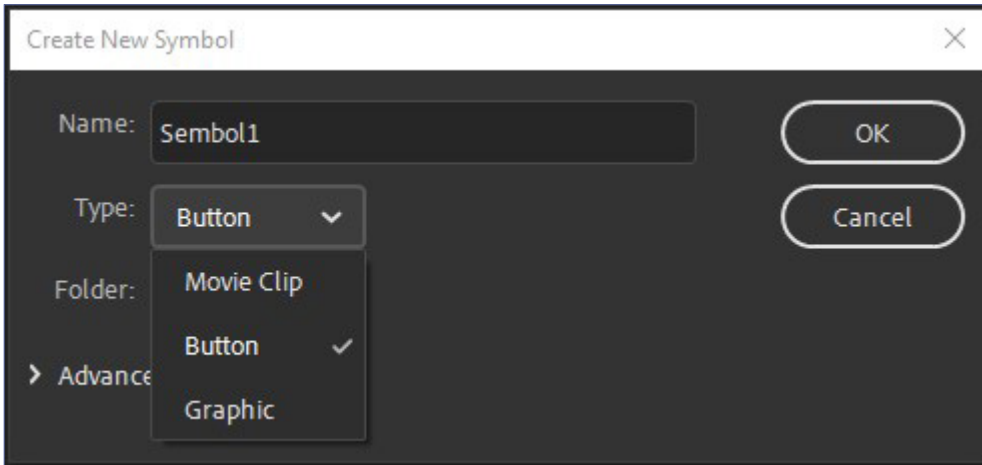 Create New Symbol
Name: Sembol1
OK
Type: Button
Cancel
Movie Clip
Folder:
Button
Advance
Graphic